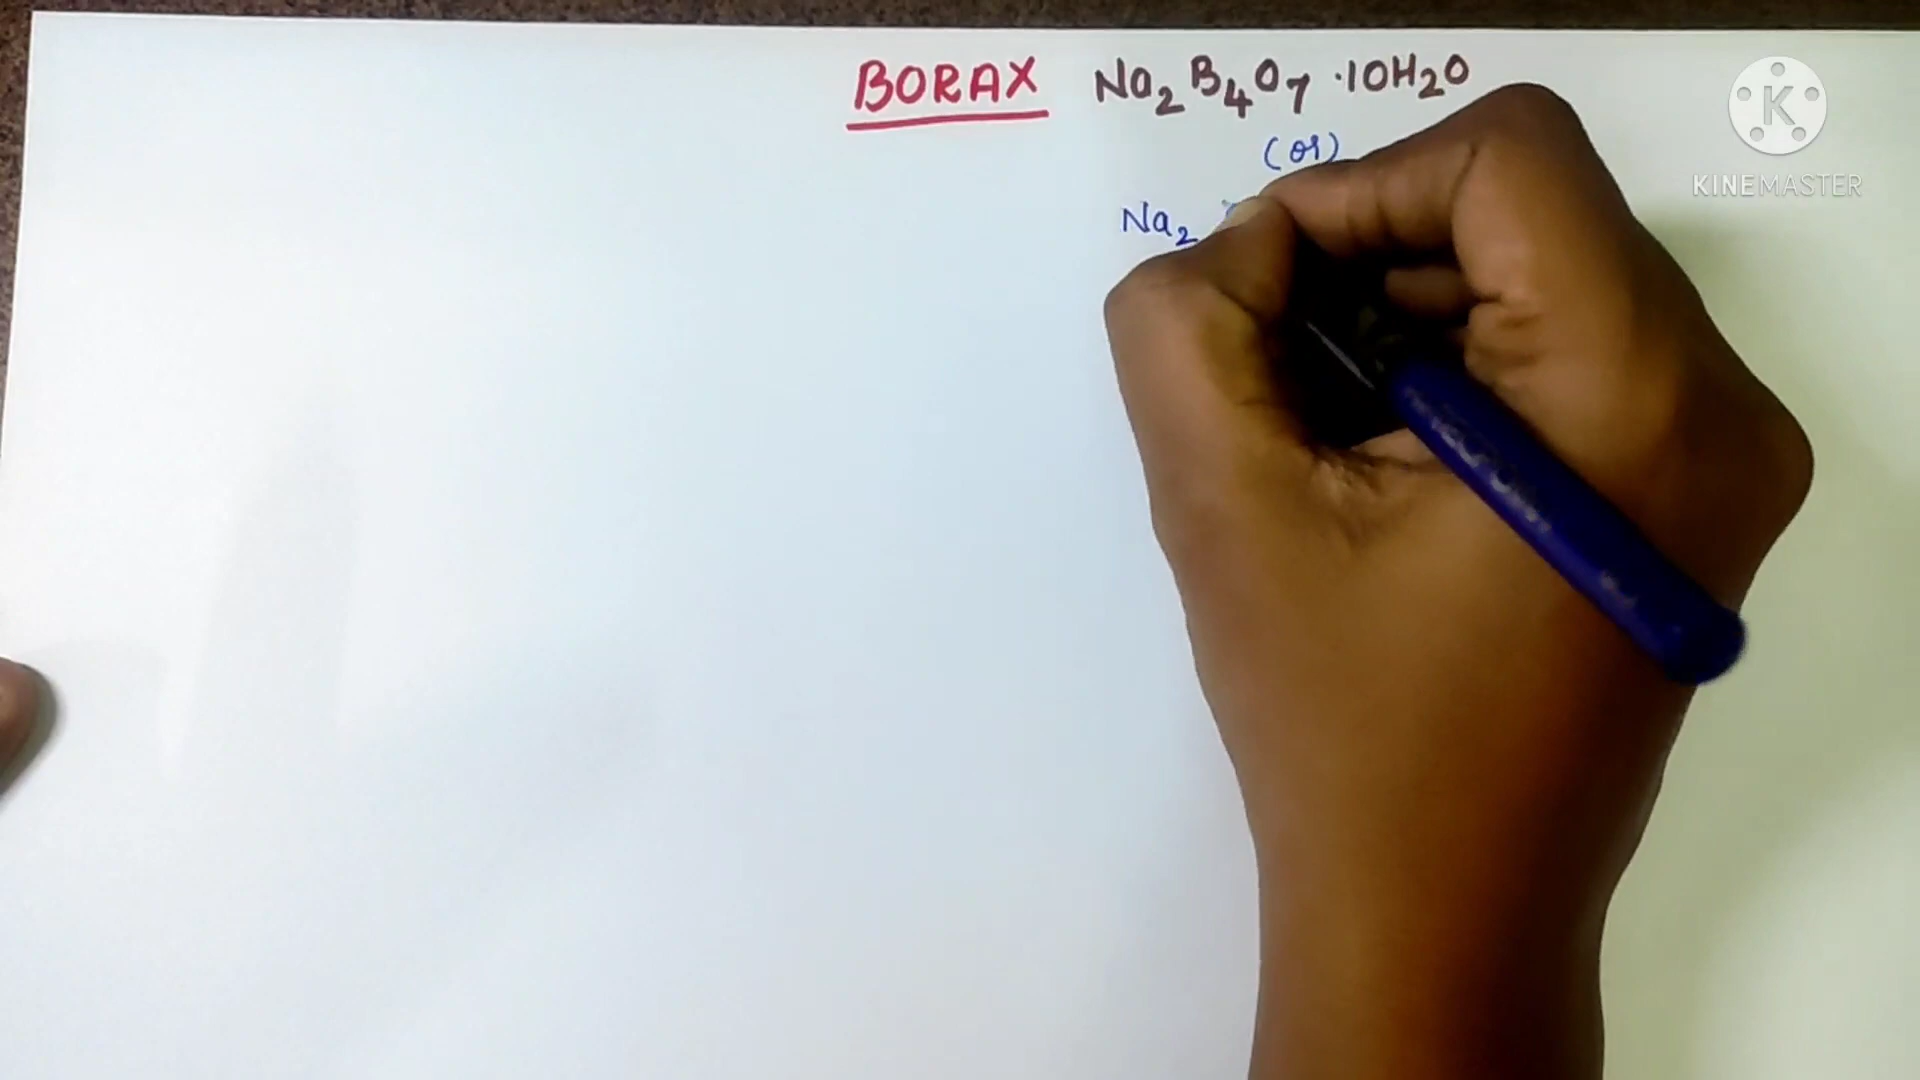 BORAX Na2B4O7 .10H2O
(or)
Na2
K
KINEMASTER